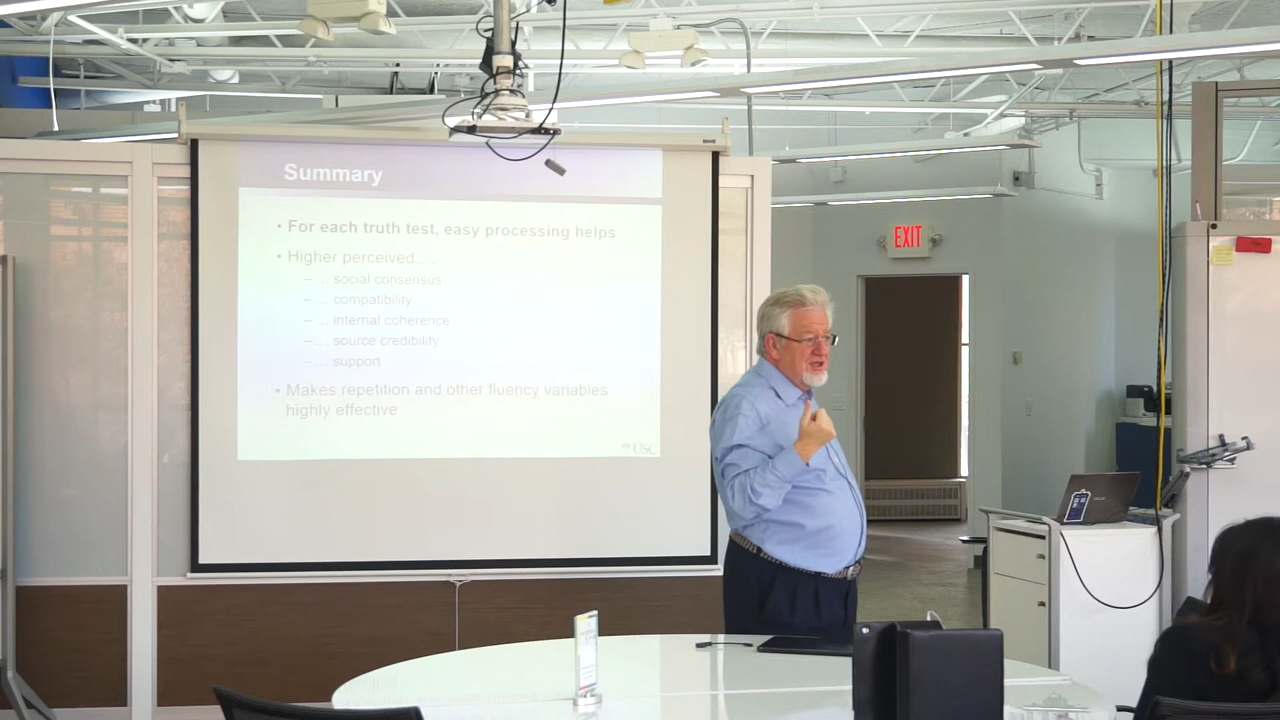 Summary
• For each truth test, easy processing helps
• Higher perceived…
– … social consensus
– … compatibility
– … internal coherence
– … source credibility
– … support
• Makes repetition and other fluency variables
highly effective
USC
EXIT